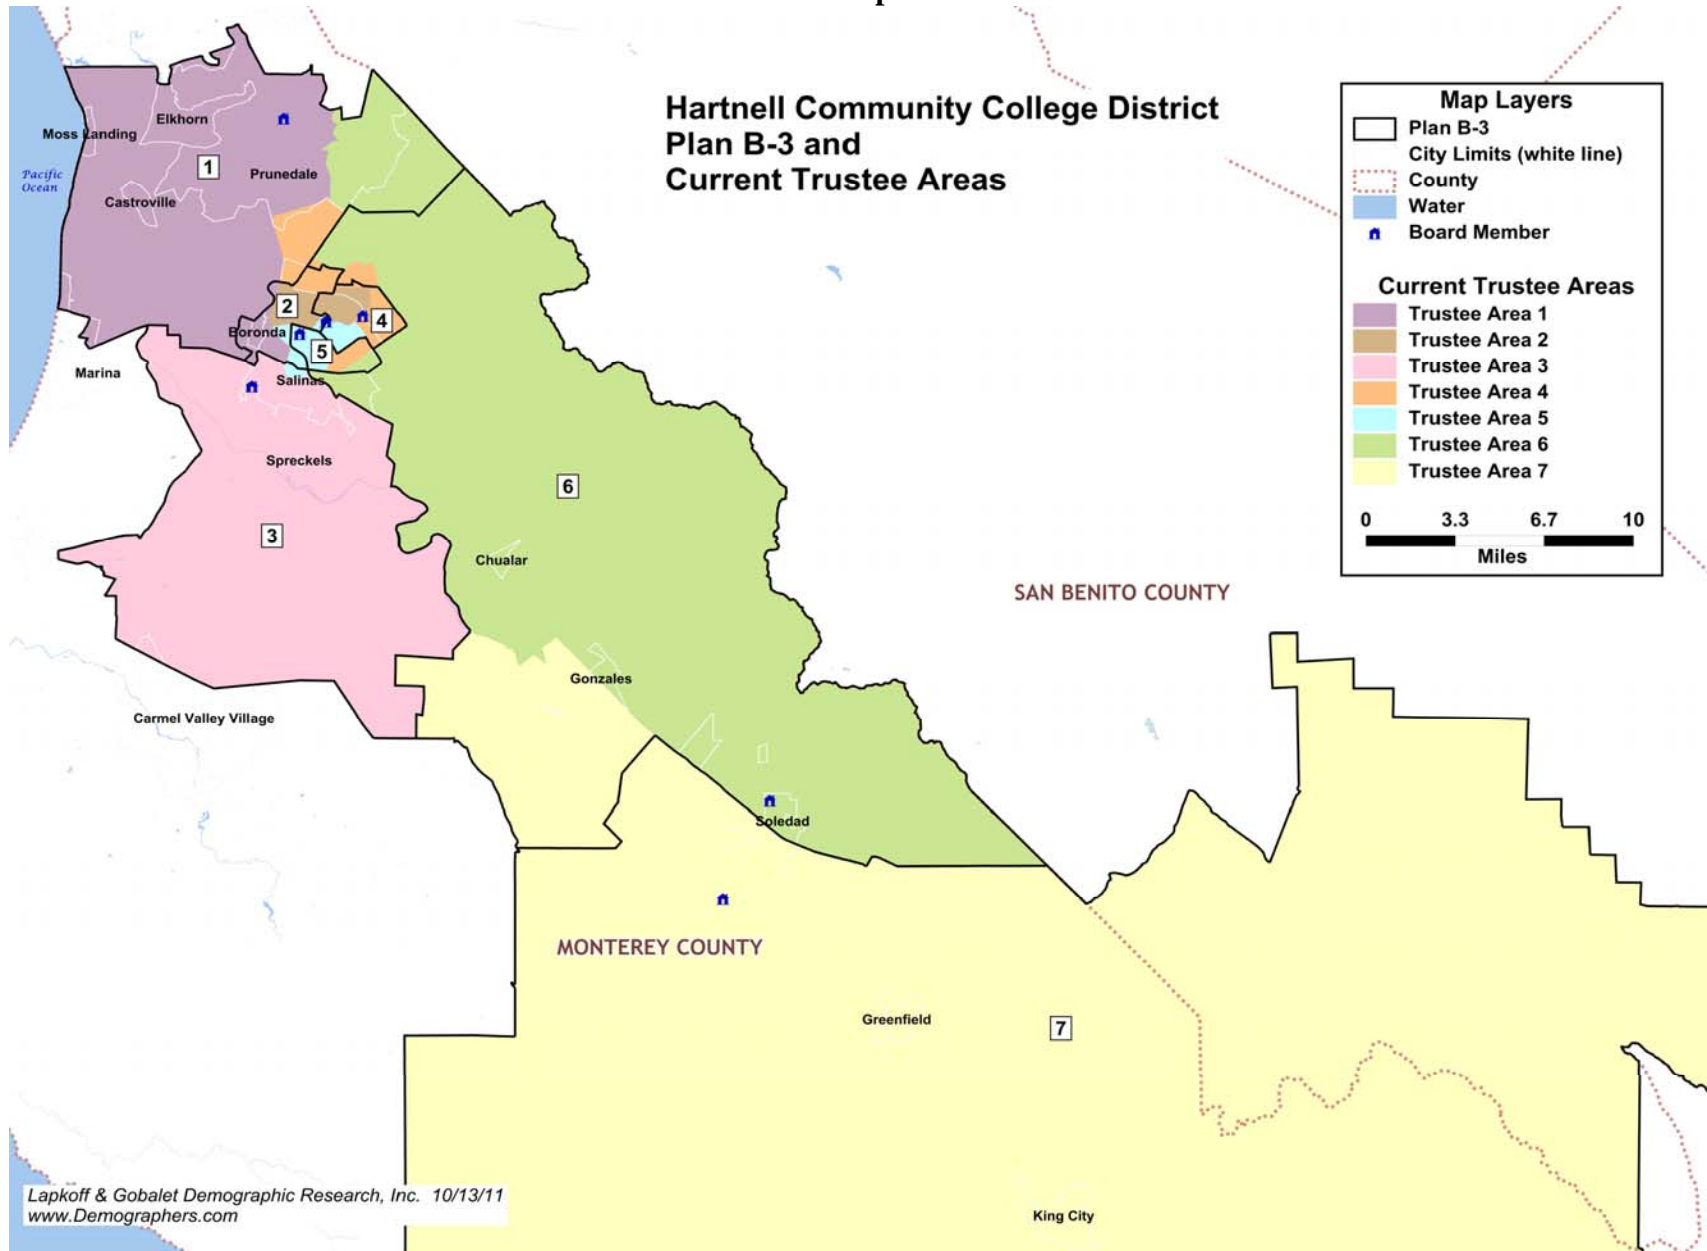 Hartnell Community College District
Plan B-3 and
Current Trustee Areas
Map Layers
Plan B-3
City Limits (white line)
County
Water
Board Member
Current Trustee Areas
Trustee Area 1
Trustee Area 2
Trustee Area 3
Trustee Area 4
Trustee Area 5
Trustee Area 6
Trustee Area 7
0 3.3 6.7 10
Miles
Elkhorn
Moss Landing
1
Prunedale
Pacific
Ocean
Castroville
2
4
Boronda
5
Marina
Salinas
Spreckels
6
3
Chualar
SAN BENITO COUNTY
Gonzales
Carmel Valley Village
Soledad
MONTEREY COUNTY
Greenfield
7
King City
Lapkoff & Gobalet Demographic Research, Inc. 10/13/11
www.Demographers.com